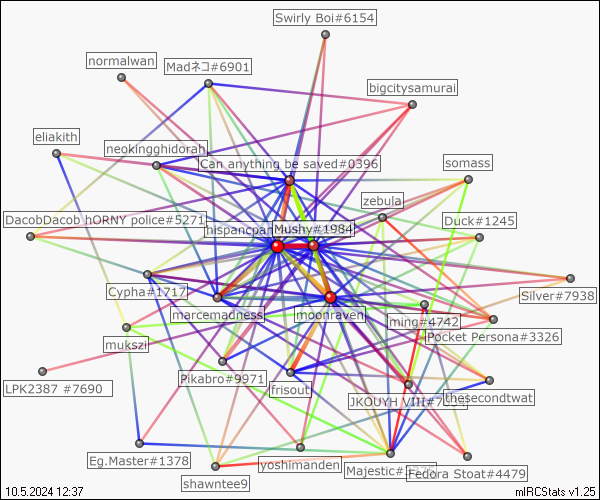 Swirly Boi#6154
normalwan
Madネコ#6901
bigcitysamurai
eliakith
neokingghidorah
Can anything be saved#0396
somass
zebula
DacobDacob hORNY police#5271
hispanicpan
Mushy#1984
Duck#1245
Cypha#1717
Silver#7938
marcemadness
moonraven
ming#4742
Pocket Persona#3326
mukszi
LPK2387 #7690
Pikabro#9971
frisout
JKOUYH VIII#7
thesecondtwat
Eg.Master#1378
yoshimanden
Majestic#
Fedora Stoat#4479
shawntee9
10.5.2024 12:37
mIRCStats v1.25